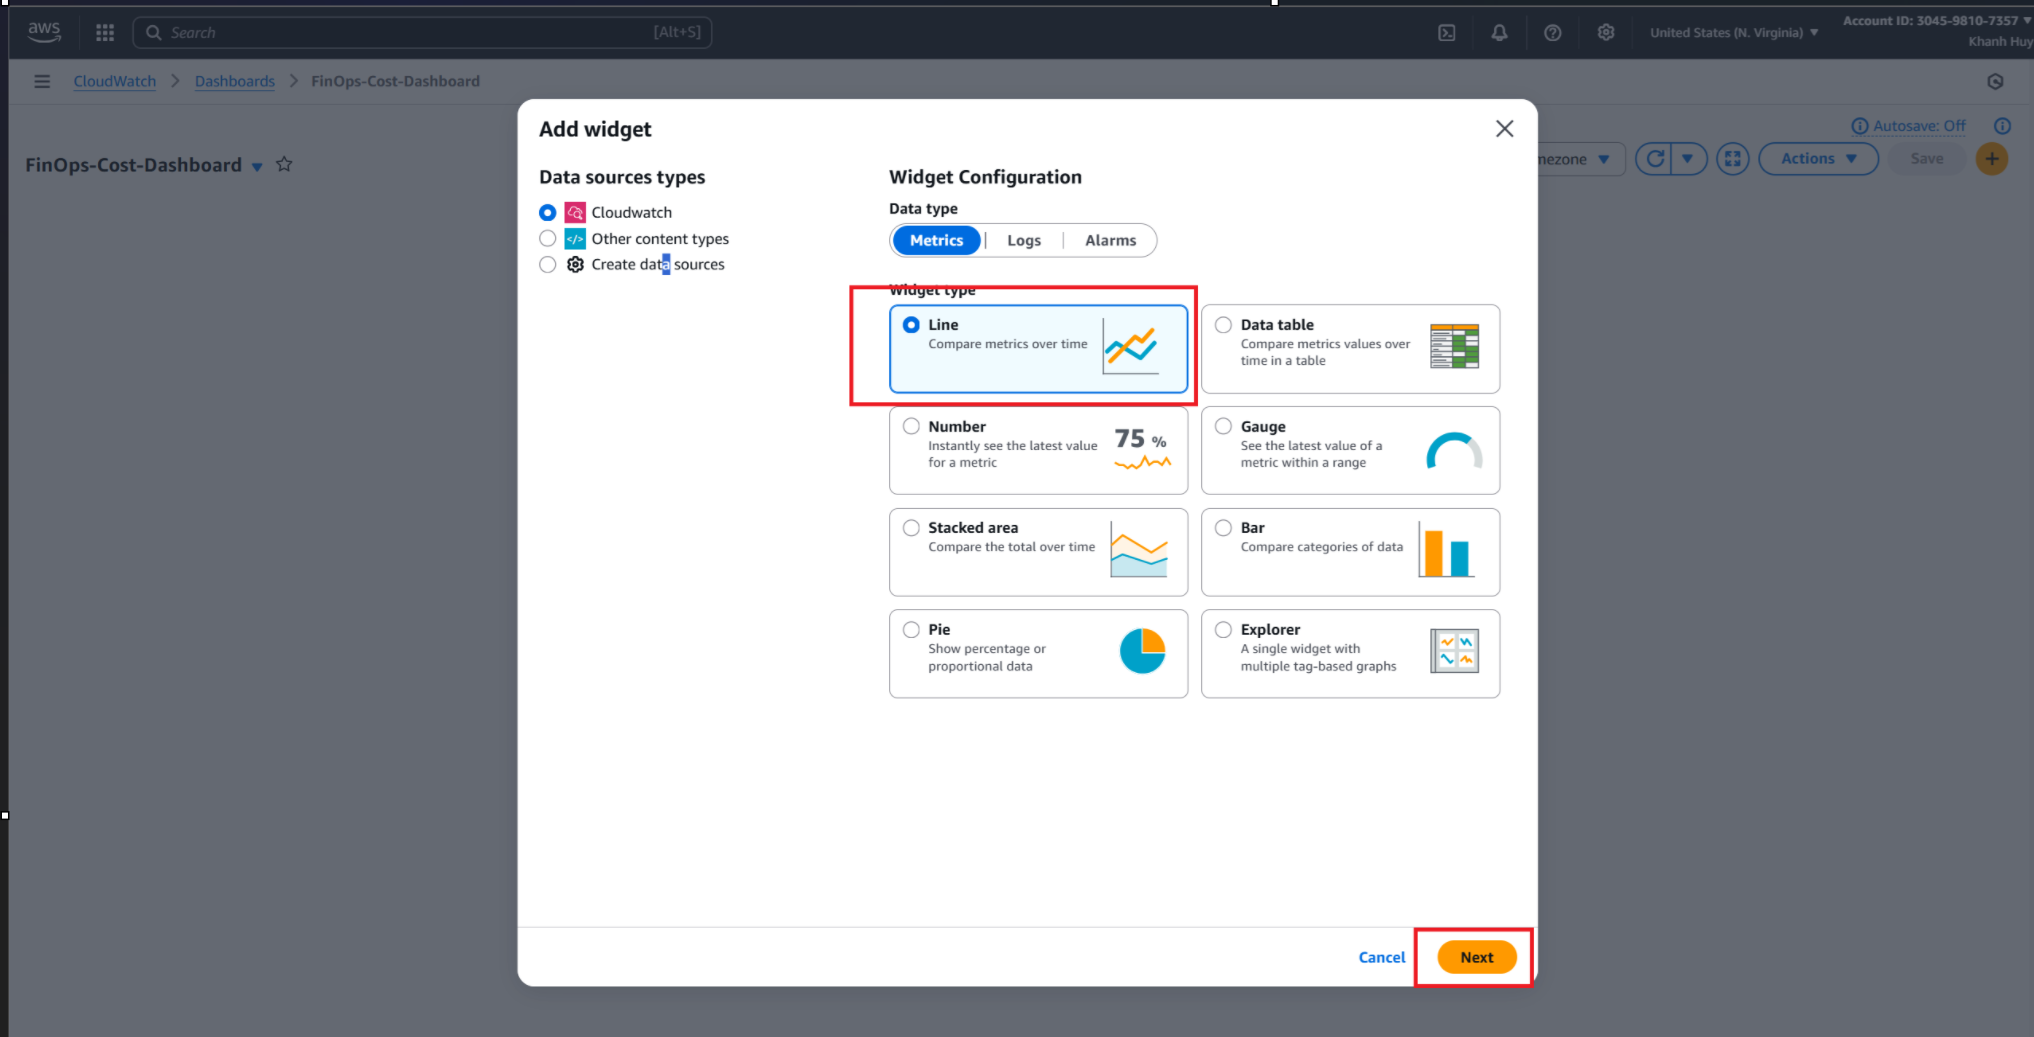 aws
Search
[Alt+S]
United States (N. Virginia)
Account ID: 3045-9810-7357
Khanh Huy
CloudWatch
Dashboards
FinOps-Cost-Dashboard
Autosave: Off
FinOps-Cost-Dashboard
mezone
Actions
Save
Add widget
Data sources types
Cloudwatch
Other content types
Create data sources
Widget Configuration
Data type
Metrics
Logs
Alarms
Widget type
Line
Compare metrics over time
Data table
Compare metrics values over
time in a table
Number
Instantly see the latest value
for a metric
75 %
Gauge
See the latest value of a
metric within a range
Stacked area
Compare the total over time
Bar
Compare categories of data
Pie
Show percentage or
proportional data
Explorer
A single widget with
multiple tag-based graphs
Cancel
Next